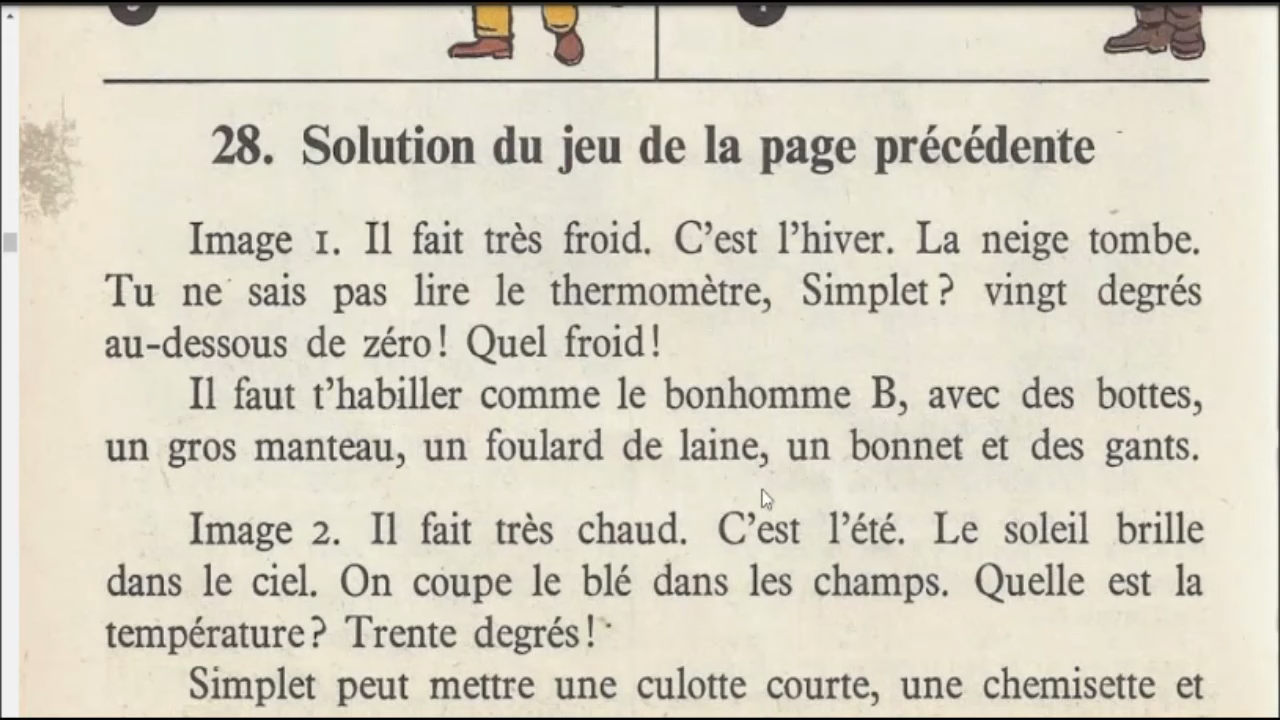 28. Solution du jeu de la page précédente
Image 1. Il fait très froid. C'est l'hiver. La neige tombe.
Tu ne sais pas lire le thermomètre, Simplet ? vingt degrés
au-dessous de zéro ! Quel froid !
Il faut t'habiller comme le bonhomme B, avec des bottes,
un gros manteau, un foulard de laine, un bonnet et des gants.
Image 2. Il fait très chaud. C'est l'été. Le soleil brille
dans le ciel. On coupe le blé dans les champs. Quelle est la
température ? Trente degrés !
Simplet peut mettre une culotte courte, une chemisette et